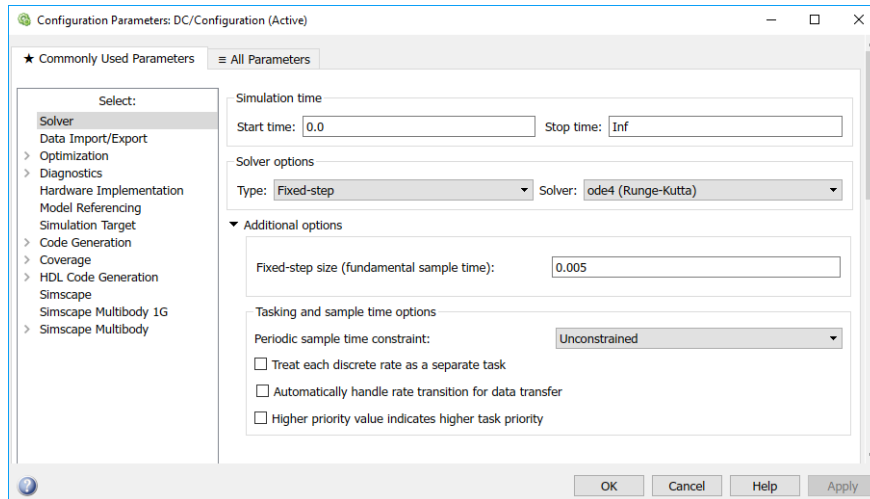 Configuration Parameters: DC/Configuration (Active)
★ Commonly Used Parameters
≡ All Parameters
Select:
Solver
Data Import/Export
Optimization
Diagnostics
Hardware Implementation
Model Referencing
Simulation Target
Code Generation
Coverage
HDL Code Generation
Simscape
Simscape Multibody 1G
Simscape Multibody
Simulation time
Start time: 0.0 Stop time: Inf
Solver options
Type: Fixed-step Solver: ode4 (Runge-Kutta)
Additional options
Fixed-step size (fundamental sample time): 0.005
Tasking and sample time options
Periodic sample time constraint: Unconstrained
Treat each discrete rate as a separate task
Automatically handle rate transition for data transfer
Higher priority value indicates higher task priority
OK Cancel Help Apply